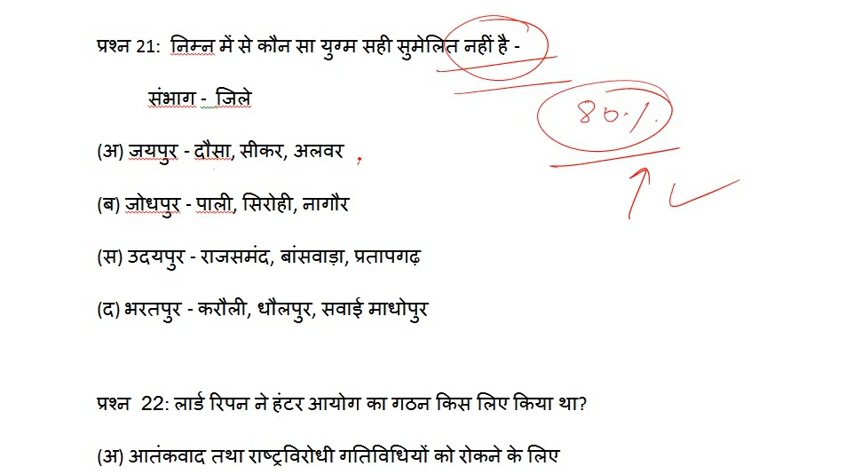 प्रश्न 21: निम्न में से कौन सा युग्म सही सुमेलित नहीं है -
80%
संभाग - जिले
(अ) जयपुर - दौसा, सीकर, अलवर
(ब) जोधपुर - पाली, सिरोही, नागौर
(स) उदयपुर - राजसमंद, बांसवाड़ा, प्रतापगढ़
(द) भरतपुर - करौली, धौलपुर, सवाई माधोपुर
प्रश्न 22: लार्ड रिपन ने हंटर आयोग का गठन किस लिए किया था?
(अ) आतंकवाद तथा राष्ट्रविरोधी गतिविधियों को रोकने के लिए